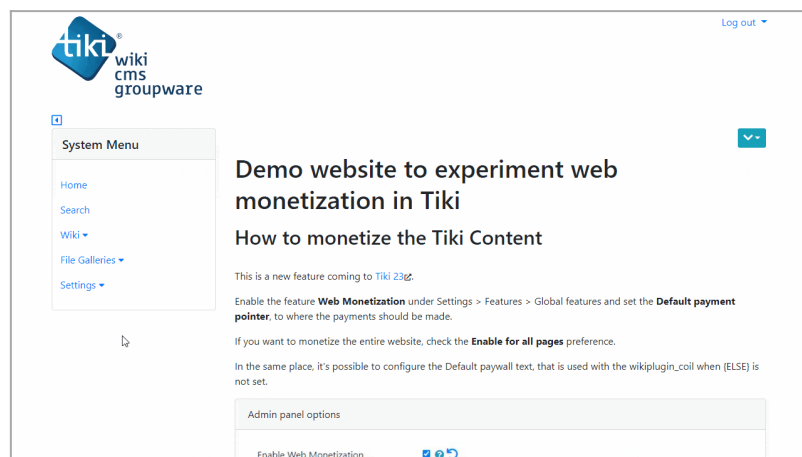 Log out
tiki®
wiki
cms
groupware
System Menu
Home
Search
Wiki
File Galleries
Settings
Demo website to experiment web
monetization in Tiki
How to monetize the Tiki Content
This is a new feature coming to Tiki 23.
Enable the feature Web Monetization under Settings > Features > Global features and set the Default payment
pointer, to where the payments should be made.
If you want to monetize the entire website, check the Enable for all pages preference.
In the same place, it's possible to configure the Default paywall text, that is used with the wikiplugin_coil when {ELSE} is
not set.
Admin panel options
Enable Web Monetization